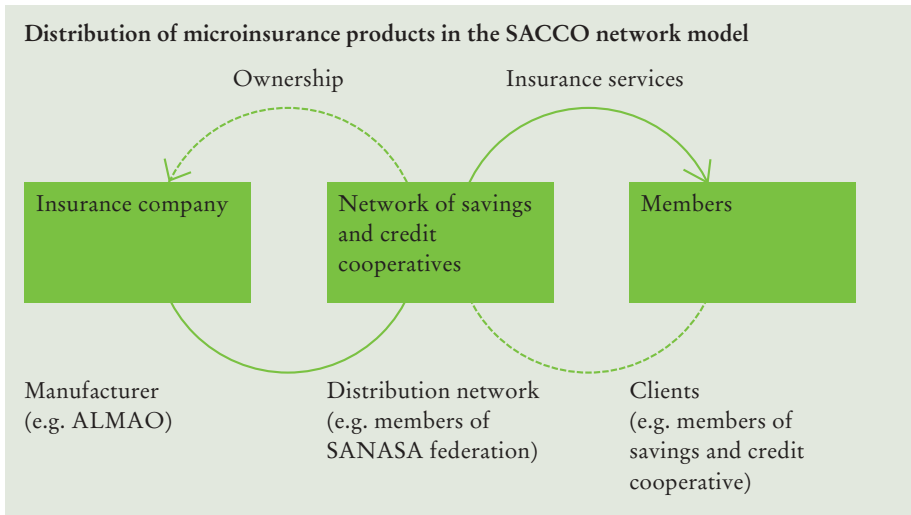 Distribution of microinsurance products in the SACCO network model
Ownership
Insurance services
Insurance company
Network of savings
and credit
cooperatives
Members
Manufacturer
(e.g. ALMAO)
Distribution network
(e.g. members of
SANASA federation)
Clients
(e.g. members of
savings and credit
cooperative)